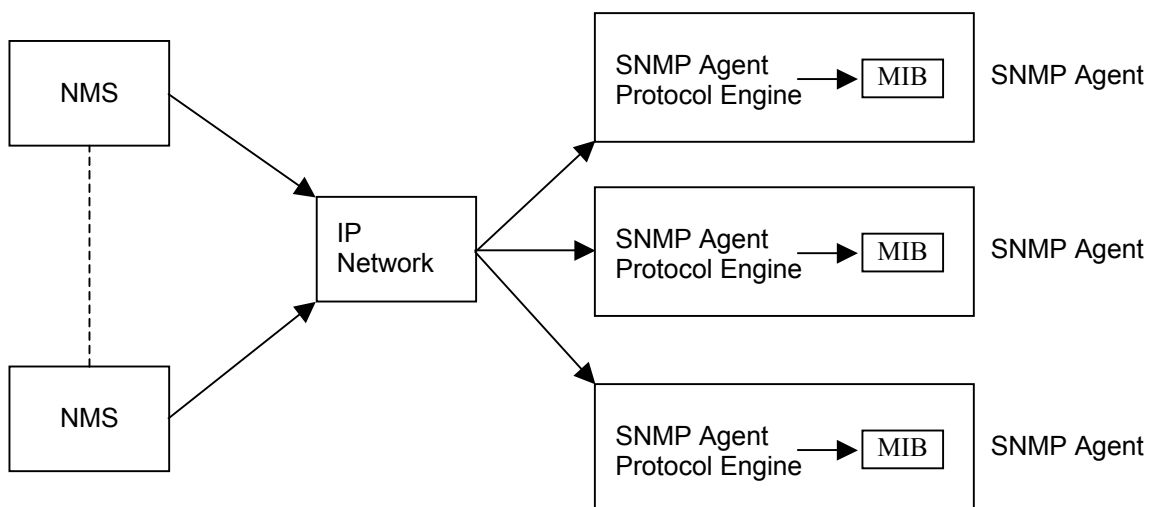 NMS
SNMP Agent
Protocol Engine
MIB
SNMP Agent
IP
Network
SNMP Agent
Protocol Engine
MIB
SNMP Agent
NMS
SNMP Agent
Protocol Engine
MIB
SNMP Agent